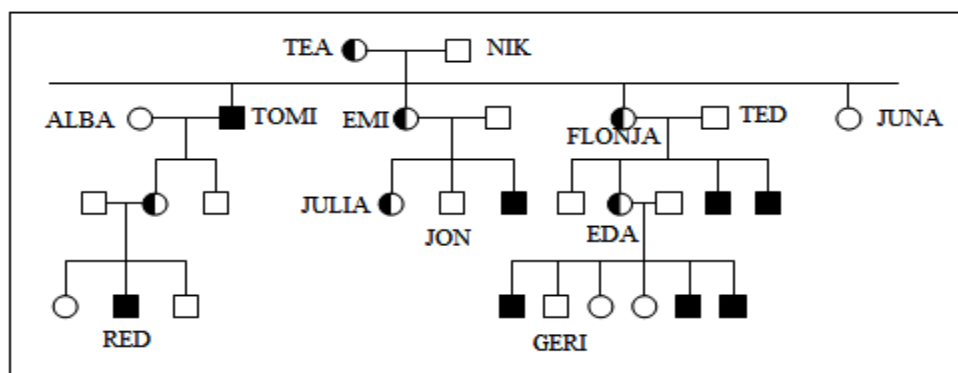 TEA NIK
ALBA TOMI EMI FLONJA TED JUNA
JULIA JON EDA
RED GERI